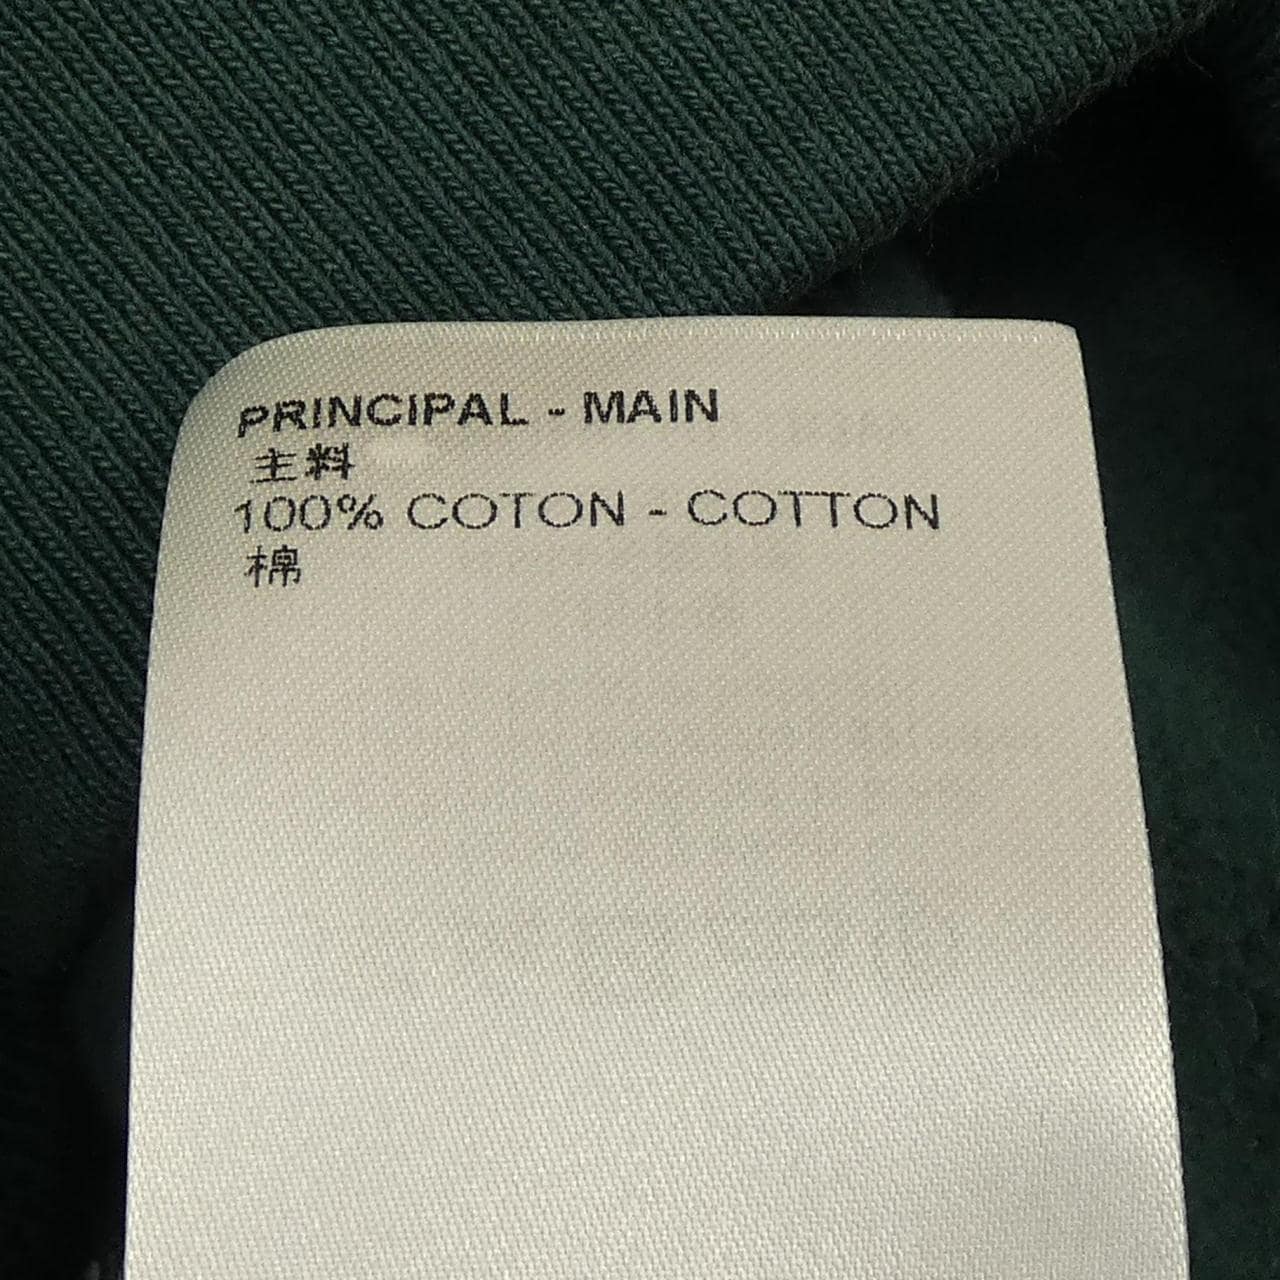 PRINCIPAL - MAIN
主料
100% COTON - COTTON
棉